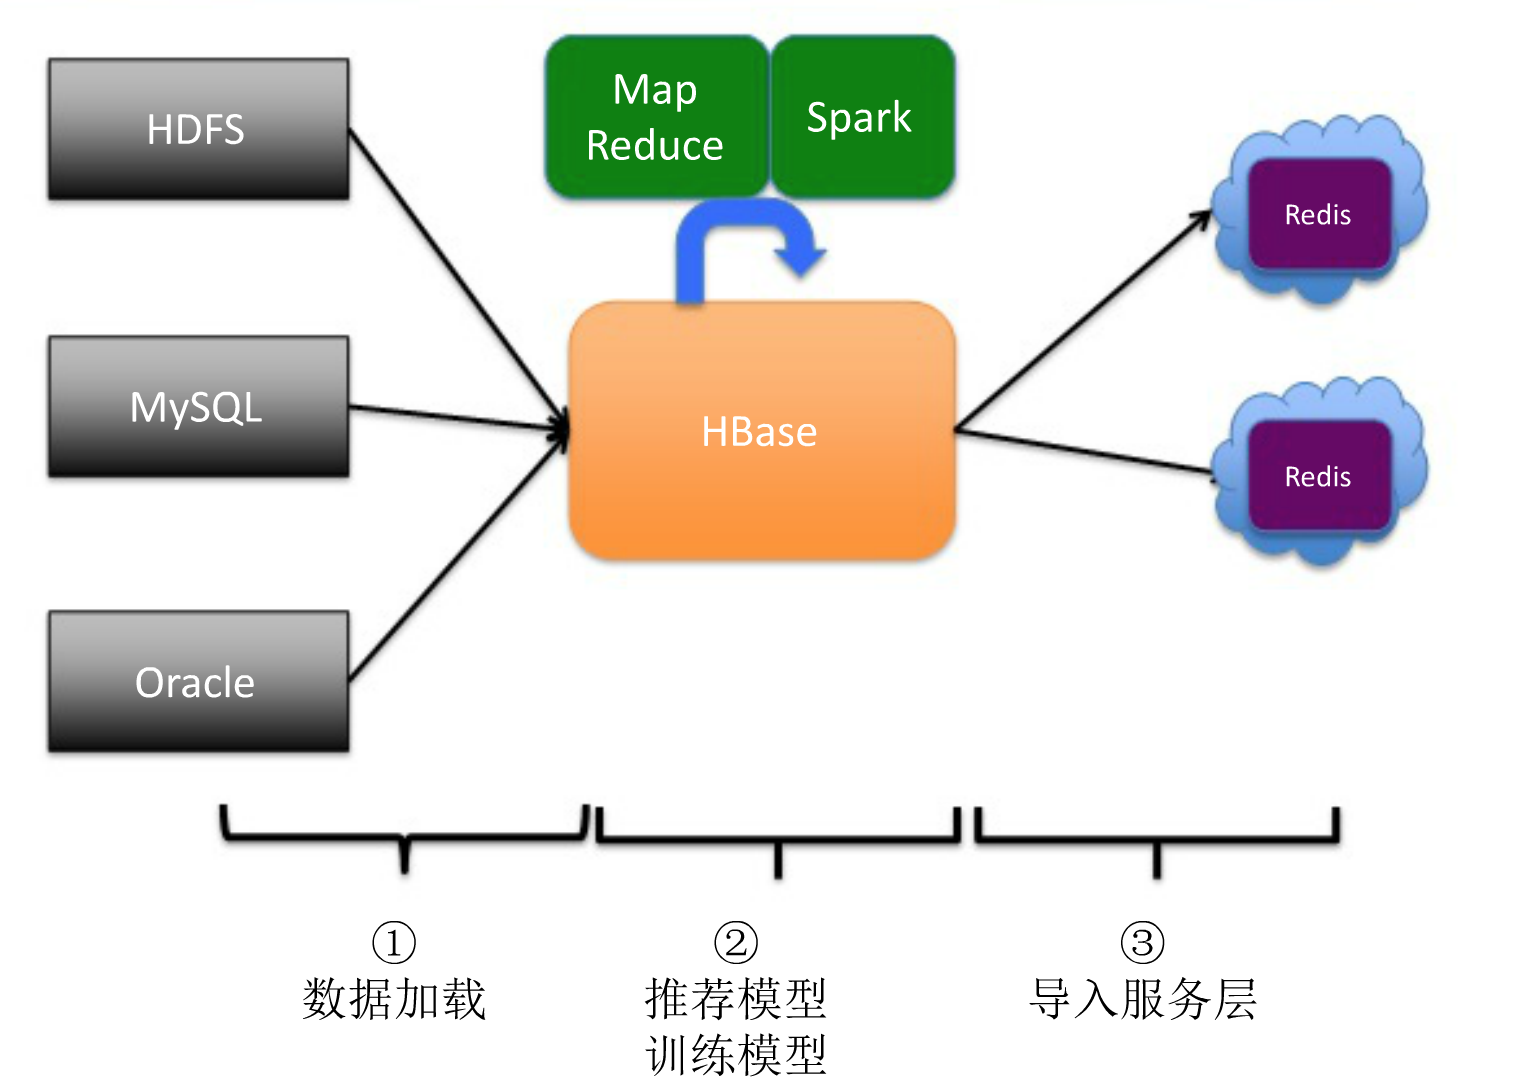 HDFS
Map
Reduce
Spark
Redis
MySQL
HBase
Redis
Oracle
①
数据加载
②
推荐模型
训练模型
③
导入服务层